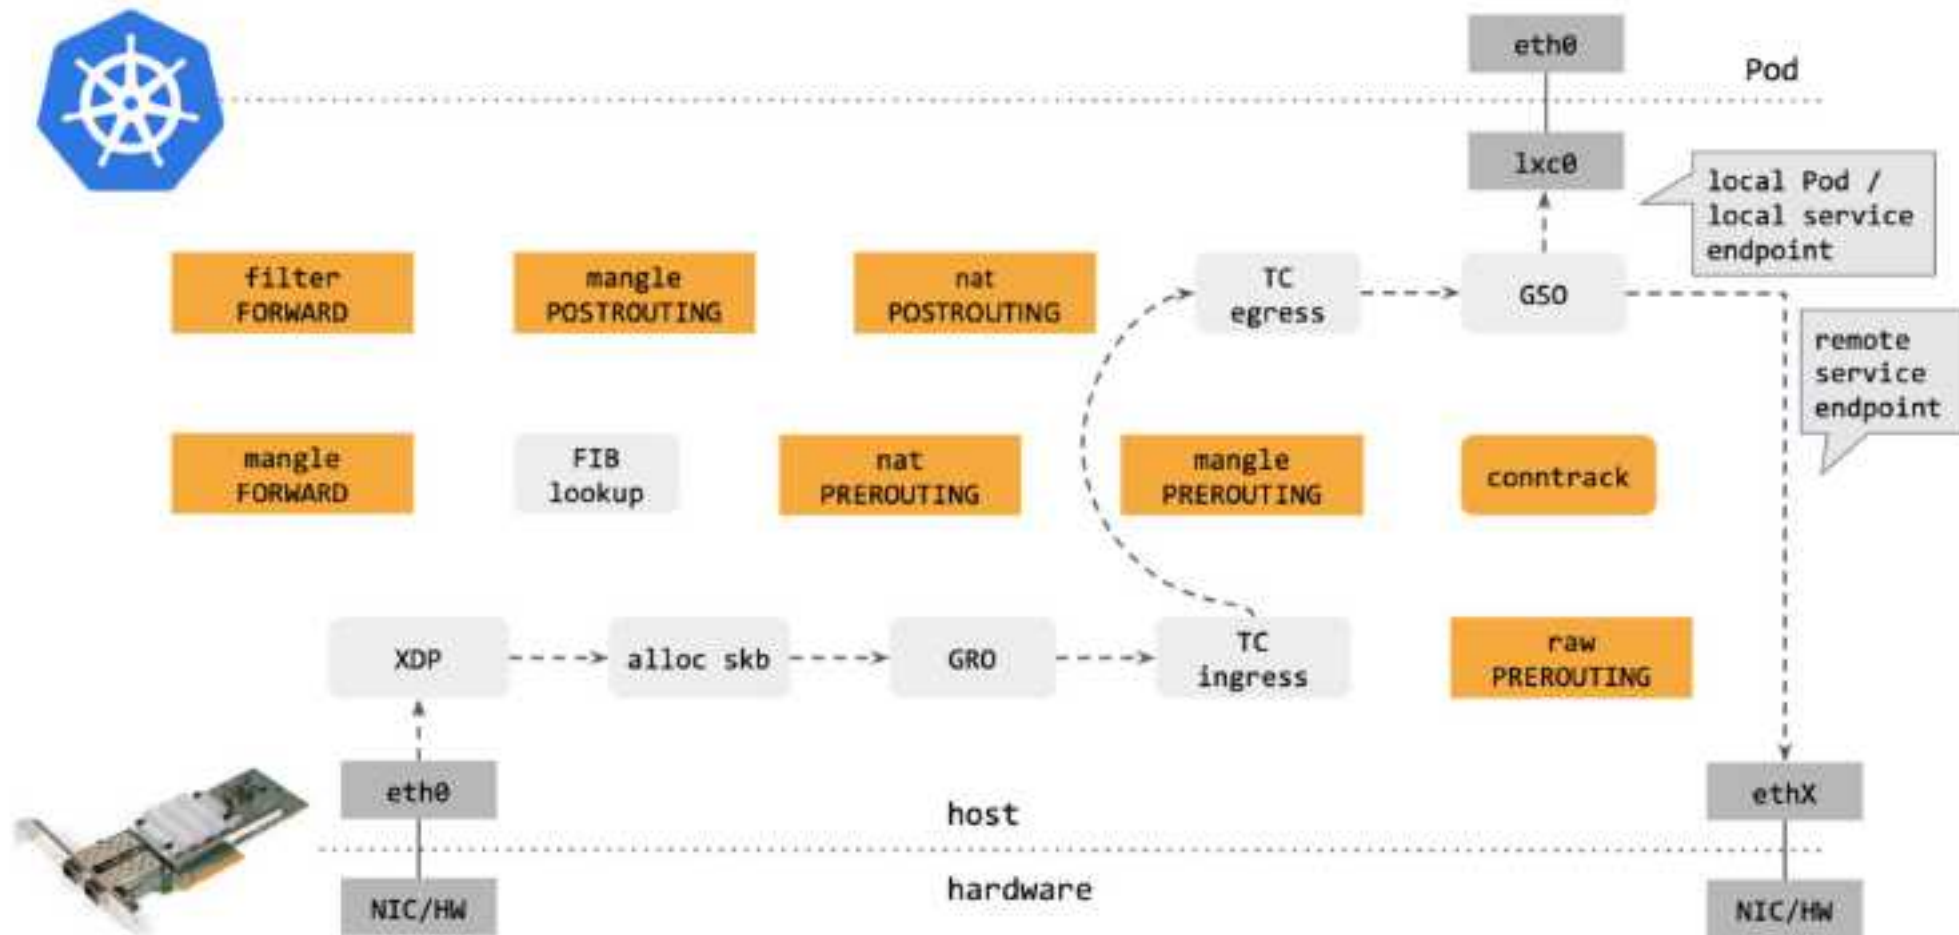 eth0
Pod
lxc0
local Pod /
local service
endpoint
filter
FORWARD
mangle
POSTROUTING
nat
POSTROUTING
TC
egress
GSO
remote
service
endpoint
mangle
FORWARD
FIB
lookup
nat
PREROUTING
mangle
PREROUTING
conntrack
XDP
alloc skb
GRO
TC
ingress
raw
PREROUTING
eth0
host
ethX
NIC/HW
hardware
NIC/HW